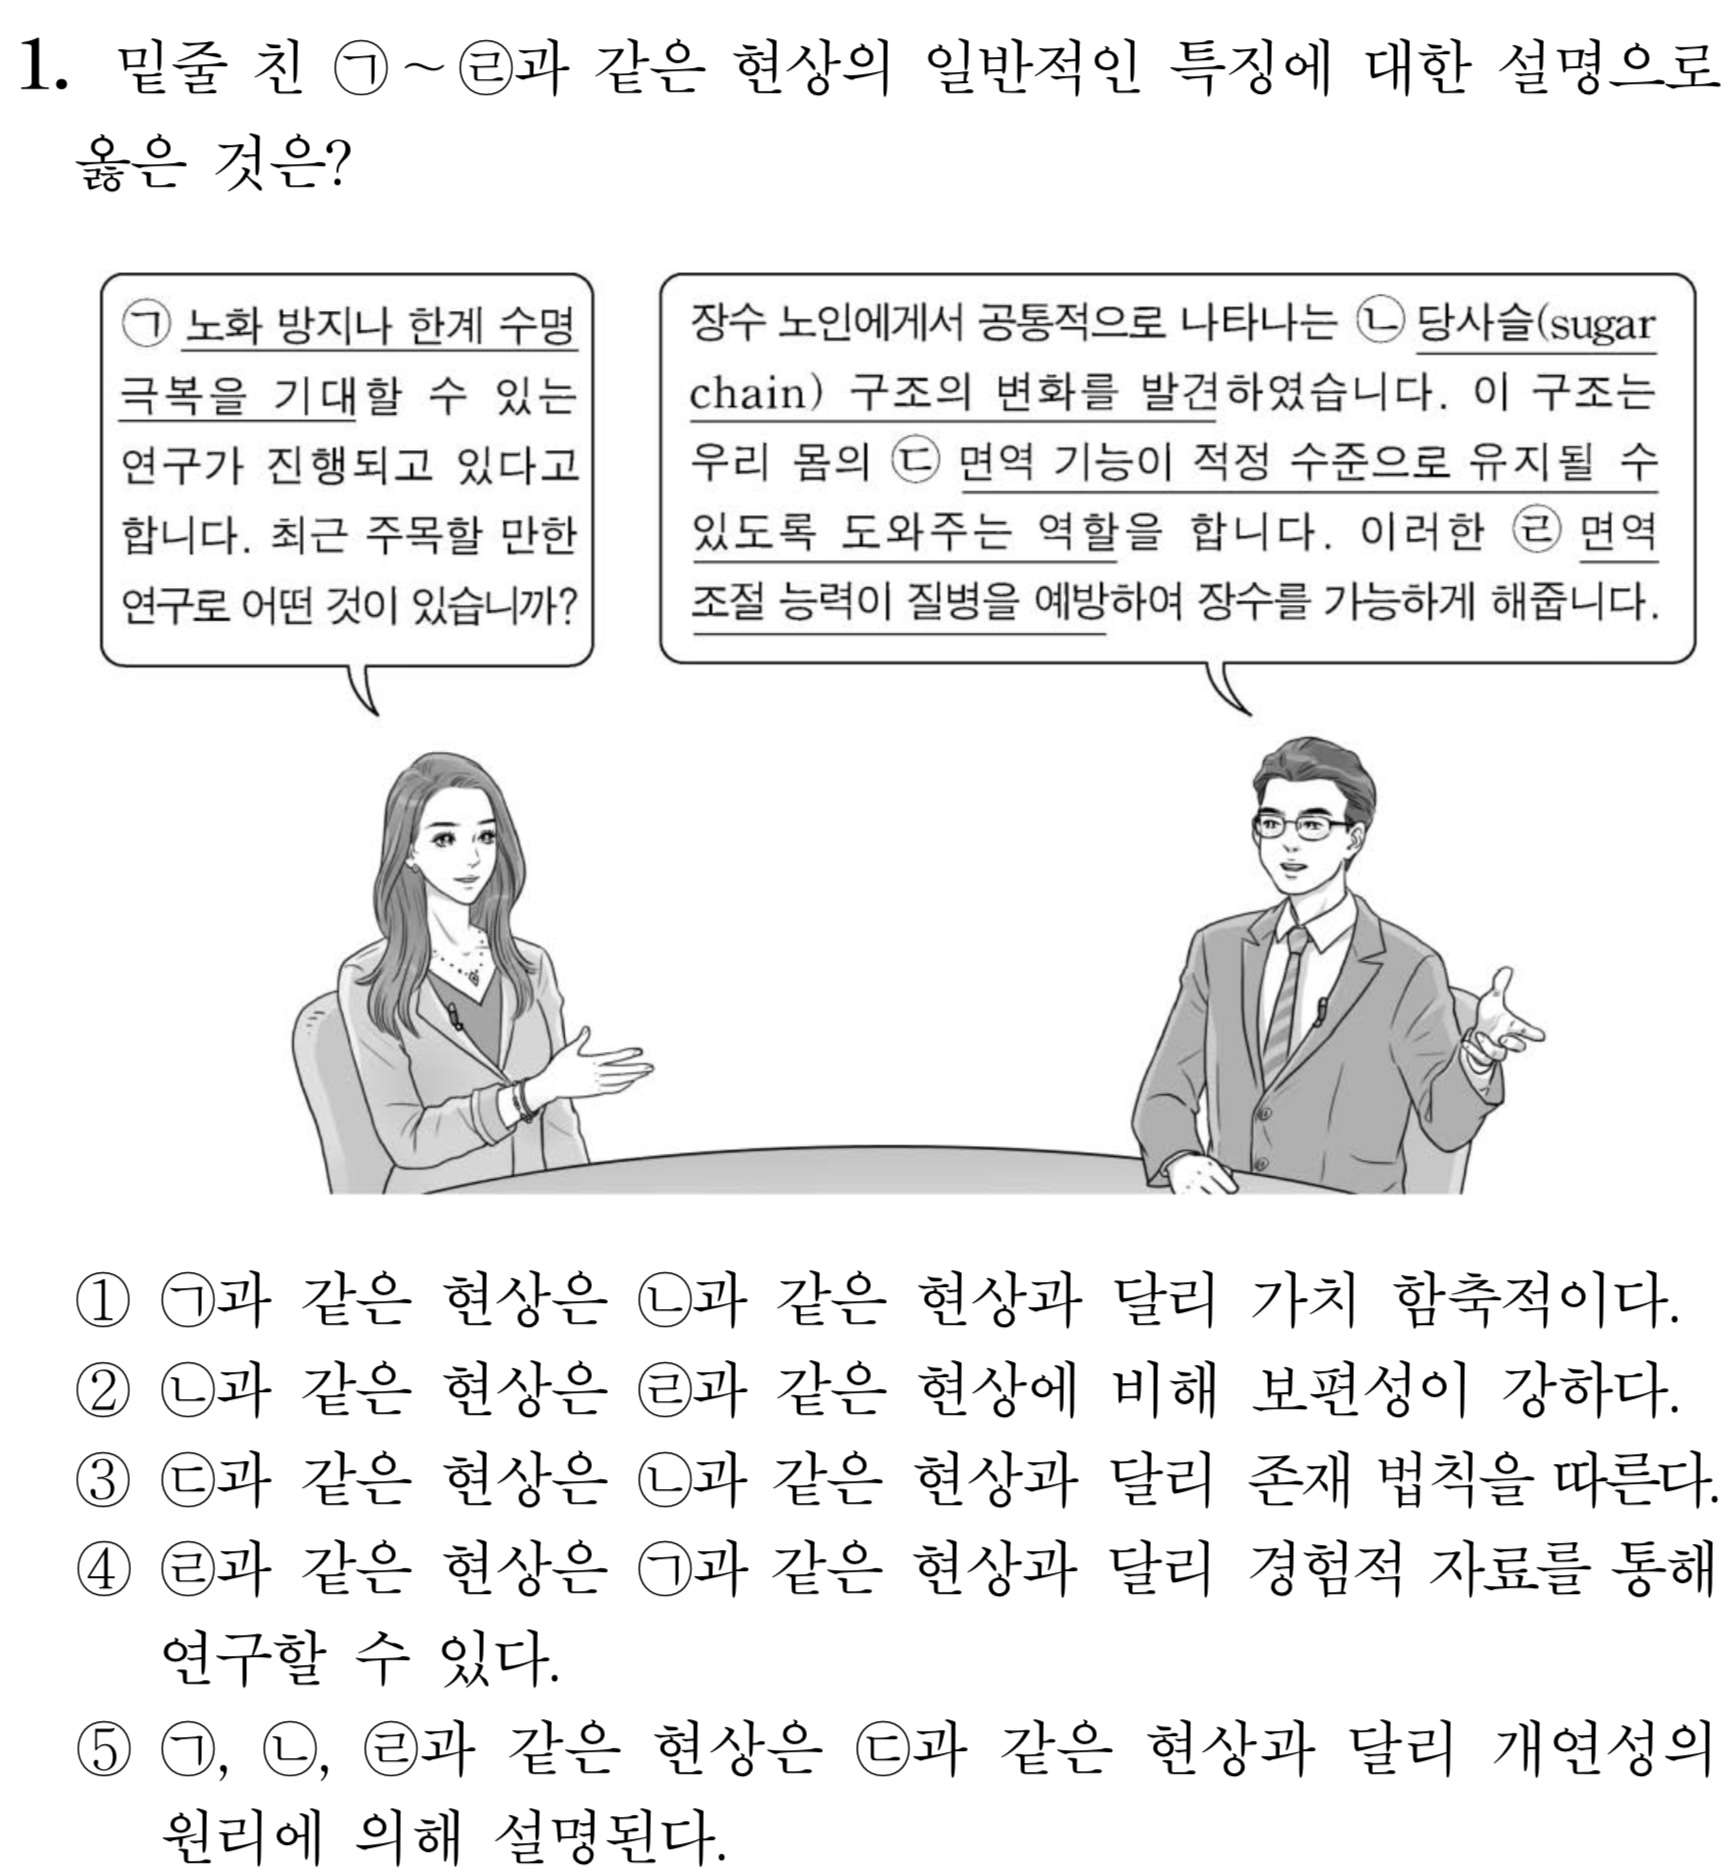 1. 밑줄 친 ㉠~㉣과 같은 현상의 일반적인 특징에 대한 설명으로
옳은 것은?
㉠ 노화 방지나 한계 수명
극복을 기대할 수 있는
연구가 진행되고 있다고
합니다. 최근 주목할 만한
연구로 어떤 것이 있습니까?
장수 노인에게서 공통적으로 나타나는 ㉡ 당사슬(sugar
chain) 구조의 변화를 발견하였습니다. 이 구조는
우리 몸의 ㉢ 면역 기능이 적정 수준으로 유지될 수
있도록 도와주는 역할을 합니다. 이러한 ㉣ 면역
조절 능력이 질병을 예방하여 장수를 가능하게 해줍니다.
① ㉠과 같은 현상은 ㉡과 같은 현상과 달리 가치 함축적이다.
② ㉡과 같은 현상은 ㉣과 같은 현상에 비해 보편성이 강하다.
③ ㉢과 같은 현상은 ㉡과 같은 현상과 달리 존재 법칙을 따른다.
④ ㉣과 같은 현상은 ㉠과 같은 현상과 달리 경험적 자료를 통해
연구할 수 있다.
⑤ ㉠, ㉡, ㉣과 같은 현상은 ㉢과 같은 현상과 달리 개연성의
원리에 의해 설명된다.